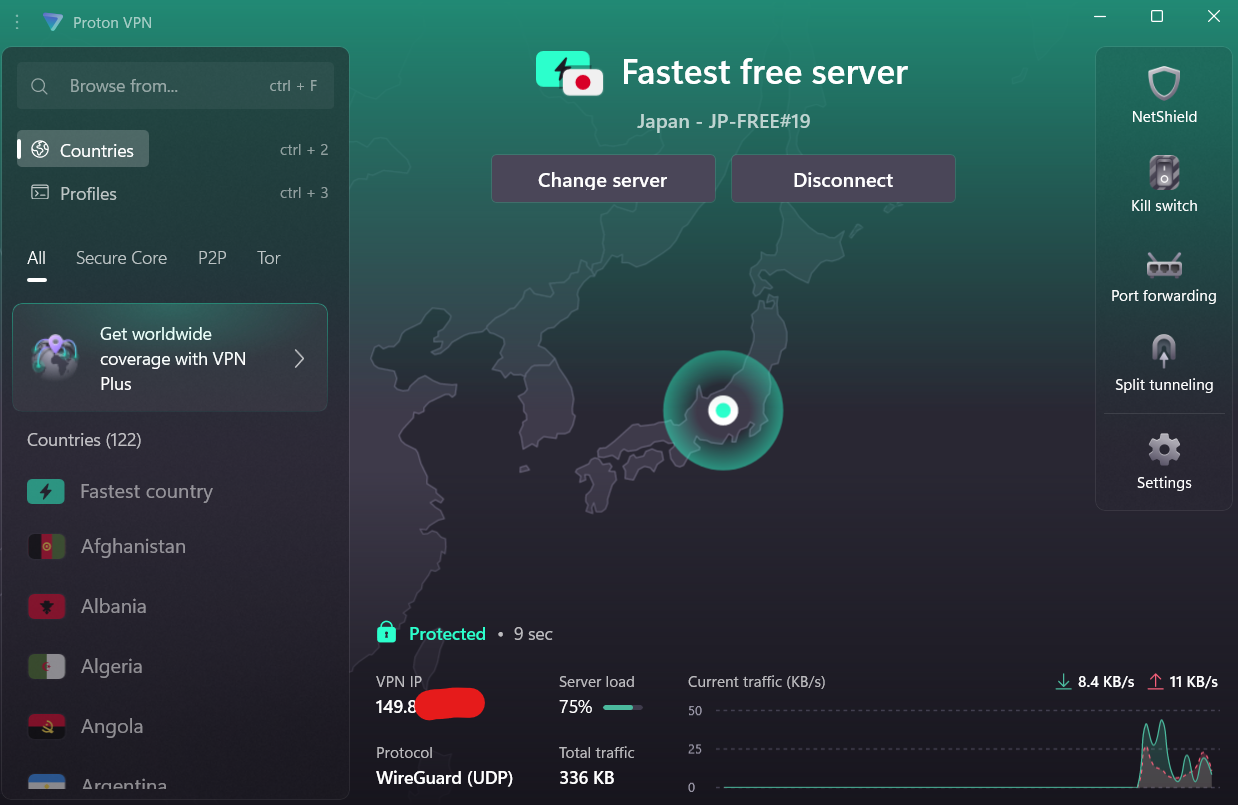 Proton VPN
Browse from... ctrl + F
Countries ctrl + 2
Profiles ctrl + 3
All Secure Core P2P Tor
Get worldwide
coverage with VPN
Plus
Countries (122)
Fastest country
Afghanistan
Albania
Algeria
Angola
Argentina
Fastest free server
Japan - JP-FREE#19
Change server Disconnect
Protected • 9 sec
VPN IP
149.8
Server load
75%
Protocol
WireGuard (UDP)
Total traffic
336 KB
Current traffic (KB/s) 8.4 KB/s 11 KB/s
50
25
0
NetShield
Kill switch
Port forwarding
Split tunneling
Settings